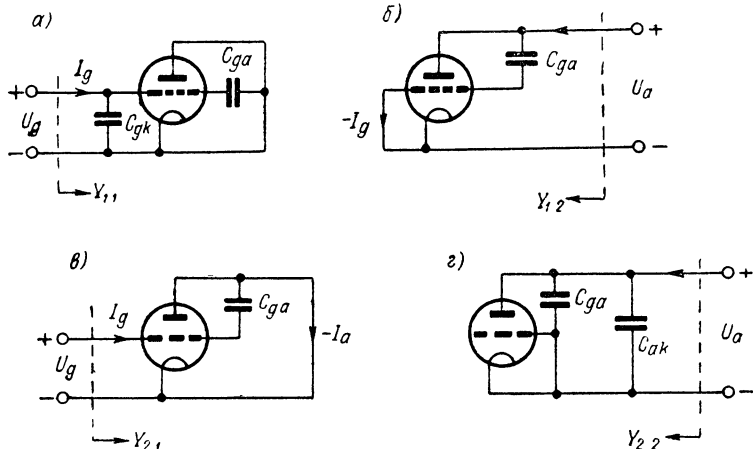 а)
I_g
C_ga
+
U_g
C_gk
−
Y_11
б)
+
C_ga
U_a
-I_g
−
Y_12
в)
I_g
C_ga
-I_a
+
U_g
−
Y_21
г)
+
C_ga
C_ak
U_a
−
Y_22